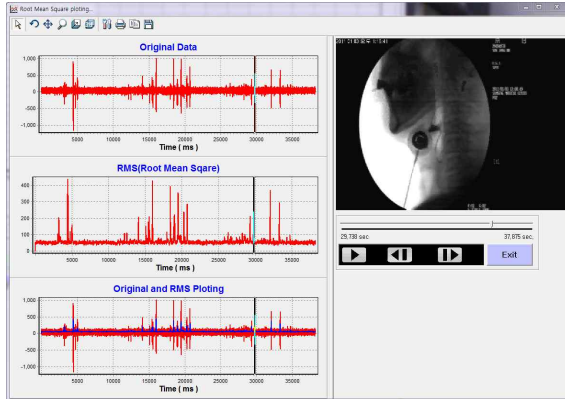 Root Mean Square ploting...
Original Data
1,000
500
0
-500
-1,000
5000 10000 15000 20000 25000 30000 35000
Time ( ms )
RMS(Root Mean Sqare)
400
300
200
100
0
5000 10000 15000 20000 25000 30000 35000
Time ( ms )
Original and RMS Ploting
1,000
500
0
-500
-1,000
5000 10000 15000 20000 25000 30000 35000
Time ( ms )
29,738 sec
37,875 sec,
Exit